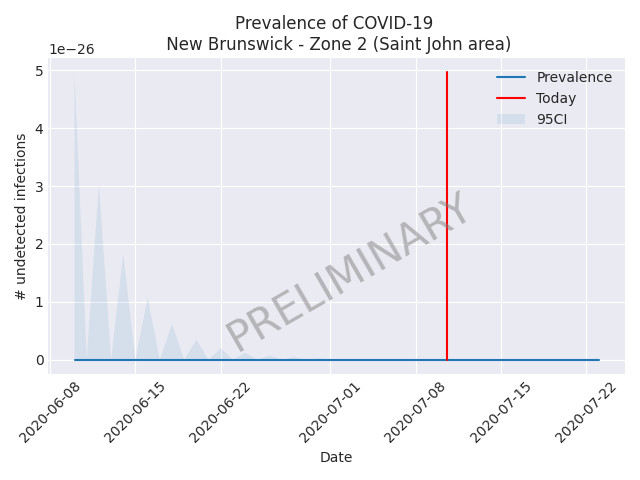 Prevalence of COVID-19
New Brunswick - Zone 2 (Saint John area)
1e−26
5
4
3
2
1
0
# undetected infections
Prevalence
Today
95CI
PRELIMINARY
2020-06-08
2020-06-15
2020-06-22
2020-07-01
2020-07-08
2020-07-15
2020-07-22
Date